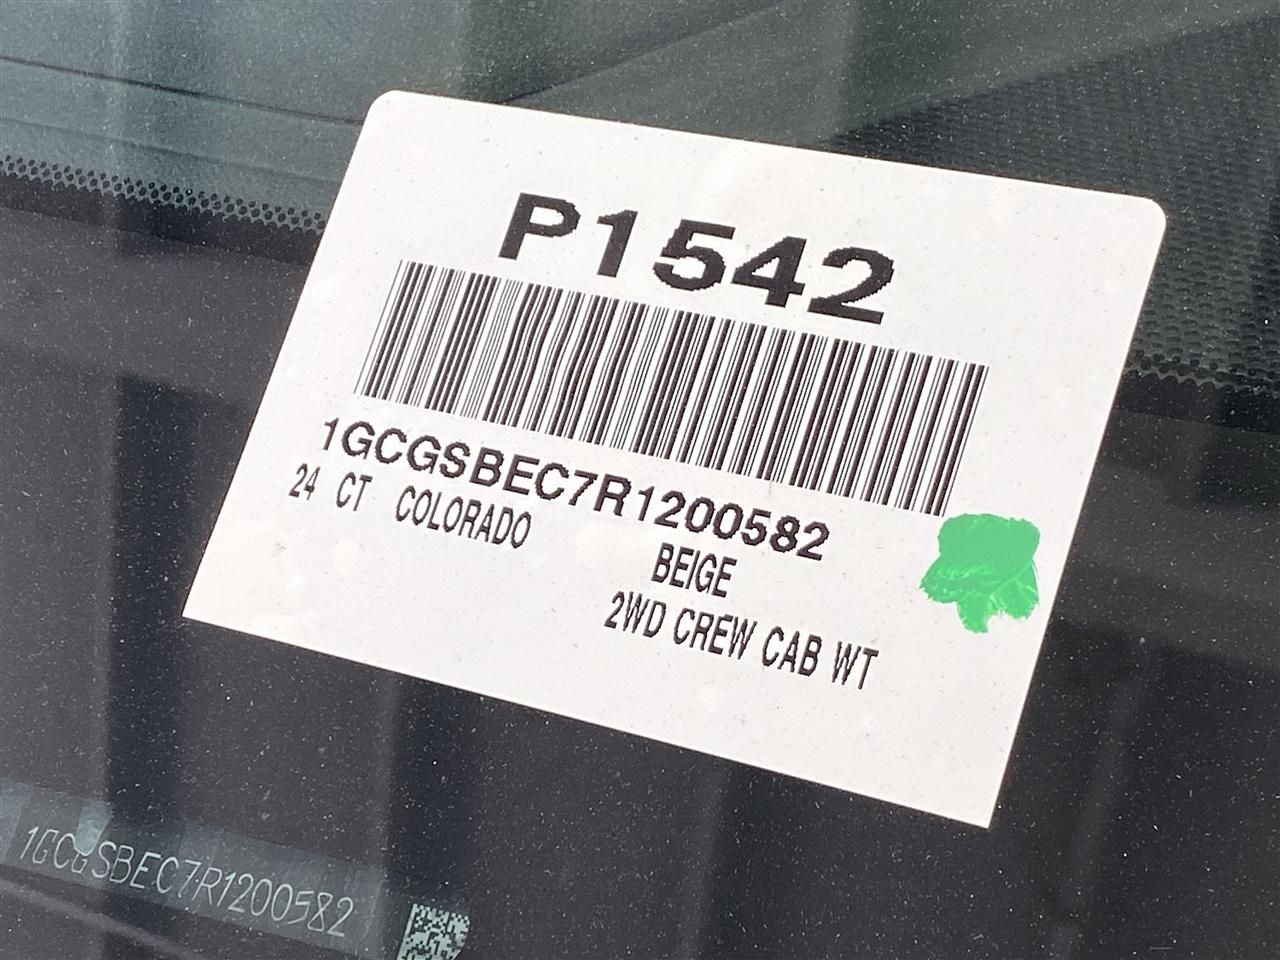 P1542
1GCGSBEC7R1200582
24 CT COLORADO
BEIGE
2WD CREW CAB WT
1GCGSBEC7R1200582